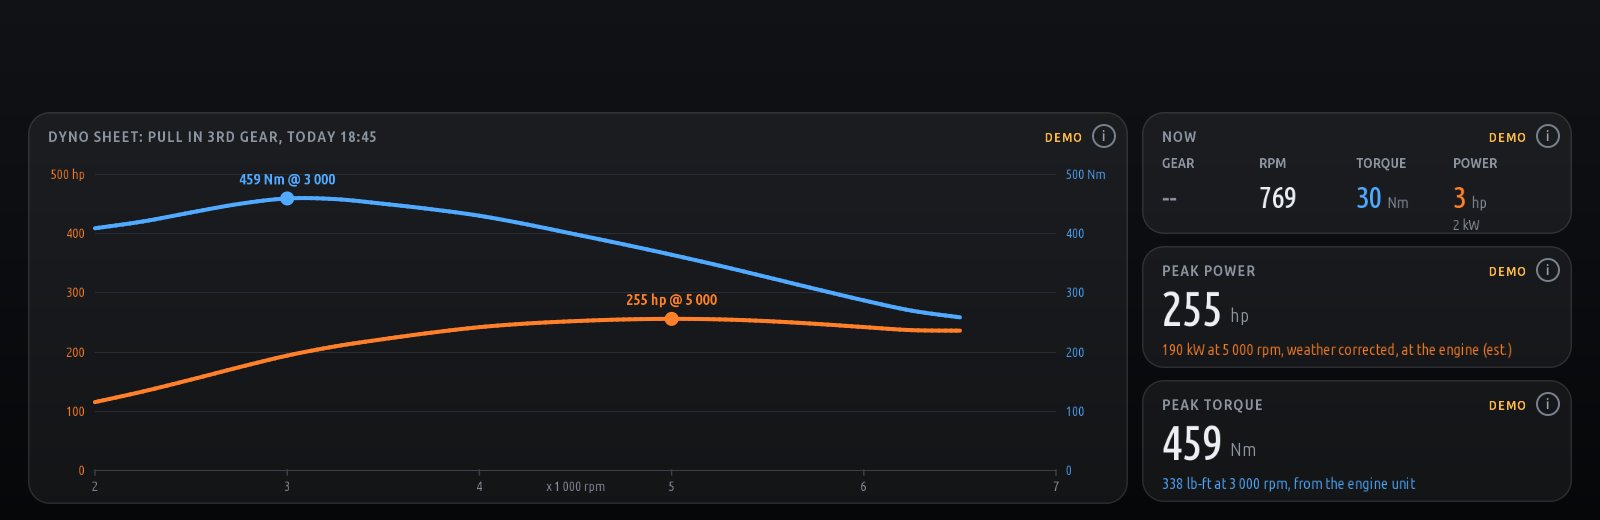 DYNO SHEET: PULL IN 3RD GEAR, TODAY 18:45
DEMO i
500 hp
400
300
200
100
0
500 Nm
400
300
200
100
0
459 Nm @ 3 000
255 hp @ 5 000
2 3 4 x 1 000 rpm 5 6 7
NOW
DEMO i
GEAR RPM TORQUE POWER
-- 769 30 Nm 3 hp
2 kW
PEAK POWER
DEMO i
255 hp
190 kW at 5 000 rpm, weather corrected, at the engine (est.)
PEAK TORQUE
DEMO i
459 Nm
338 lb-ft at 3 000 rpm, from the engine unit